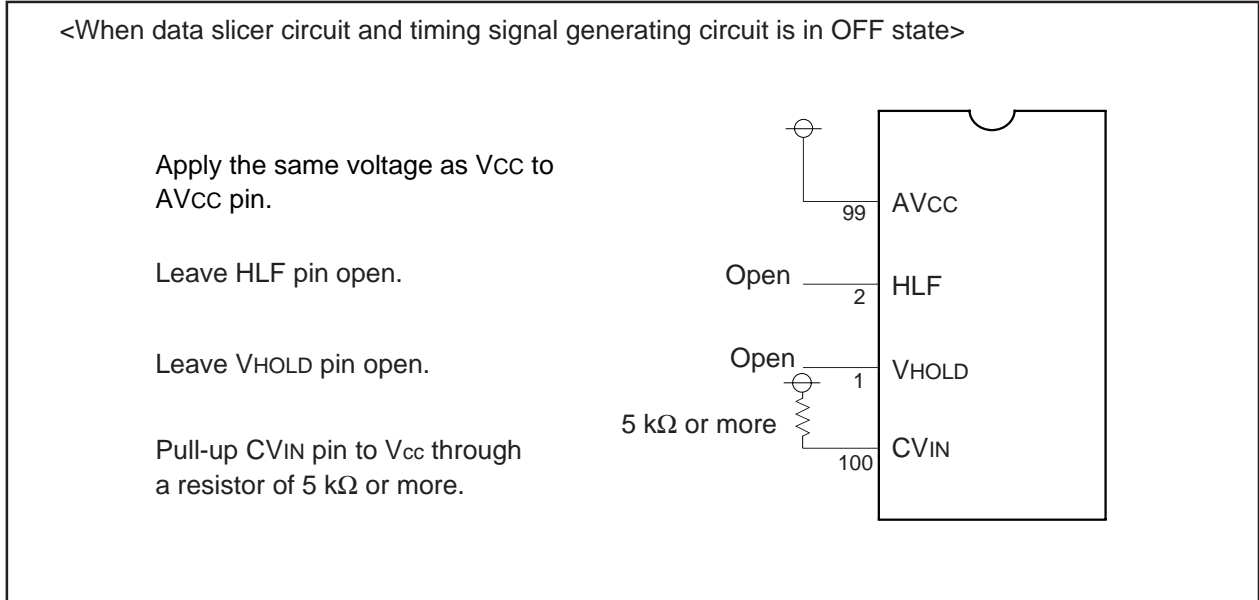 <When data slicer circuit and timing signal generating circuit is in OFF state>
Apply the same voltage as VCC to
AVCC pin.
99
AVCC
Leave HLF pin open.
Open
2
HLF
Leave VHOLD pin open.
Open
1
VHOLD
5 kΩ or more
Pull-up CVIN pin to Vcc through
a resistor of 5 kΩ or more.
100
CVIN